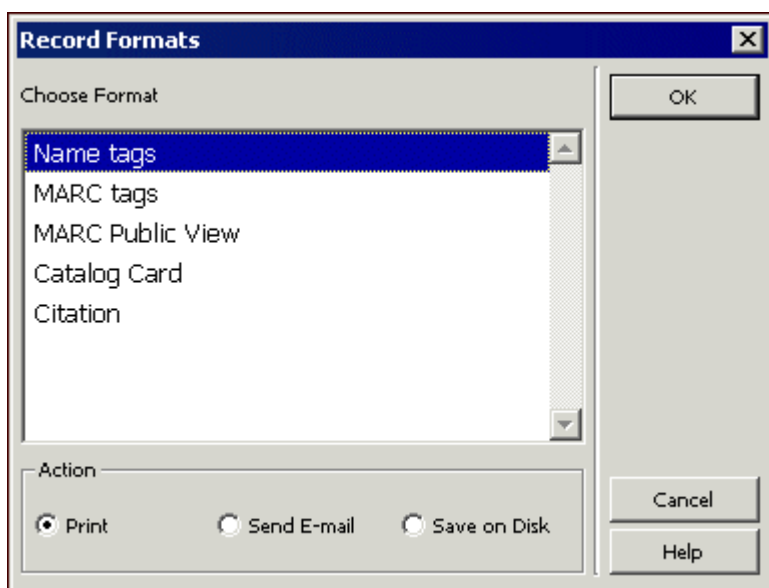 Record Formats
Choose Format
OK
Name tags
MARC tags
MARC Public View
Catalog Card
Citation
Action
Print Send E-mail Save on Disk
Cancel
Help